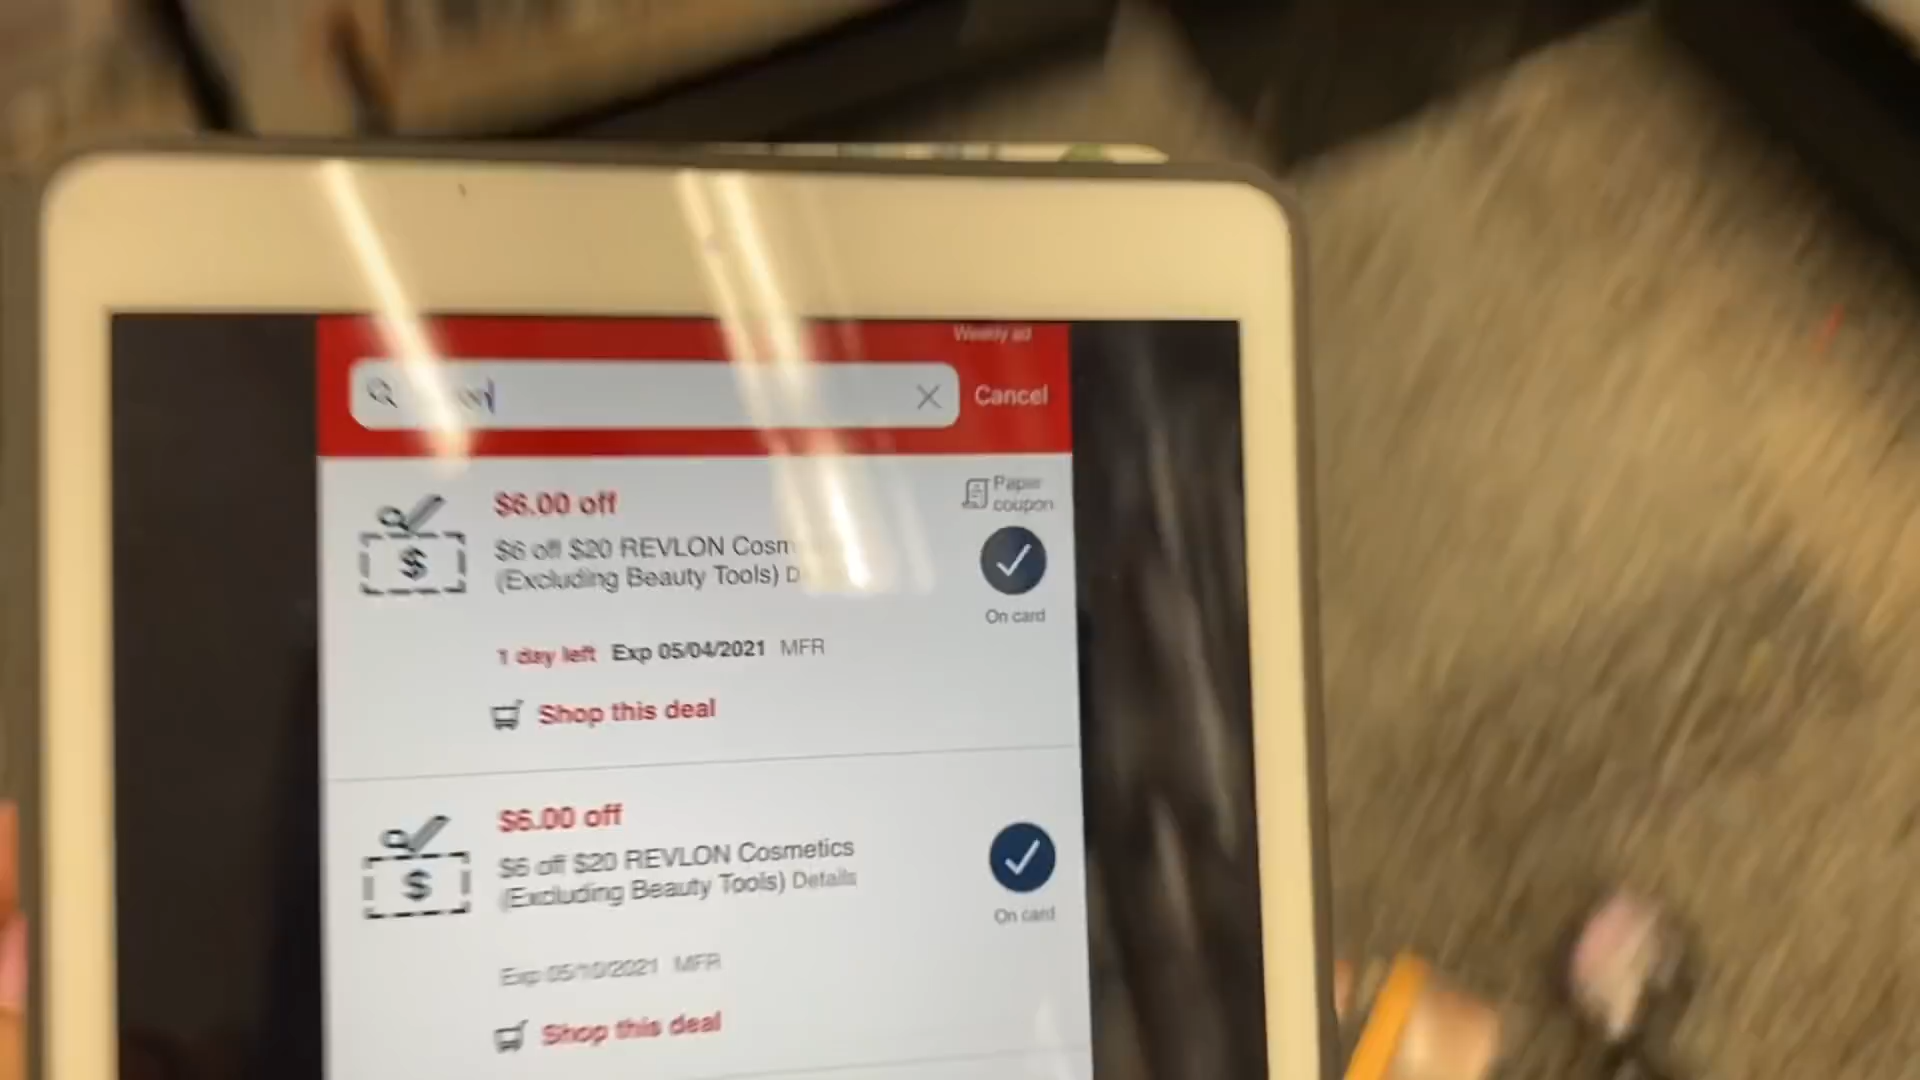 Weekly ad
Cancel
$6.00 off
Paper
coupon
$6 off $20 REVLON
(Excluding Beauty Tools)
On card
1 day left Exp 05/04/2021 MFR
Shop this deal
$6.00 off
$6 off $20 REVLON Cosmetics
(Excluding Beauty Tools) Details
On card
Exp 05/10/2021 MFR
Shop this deal